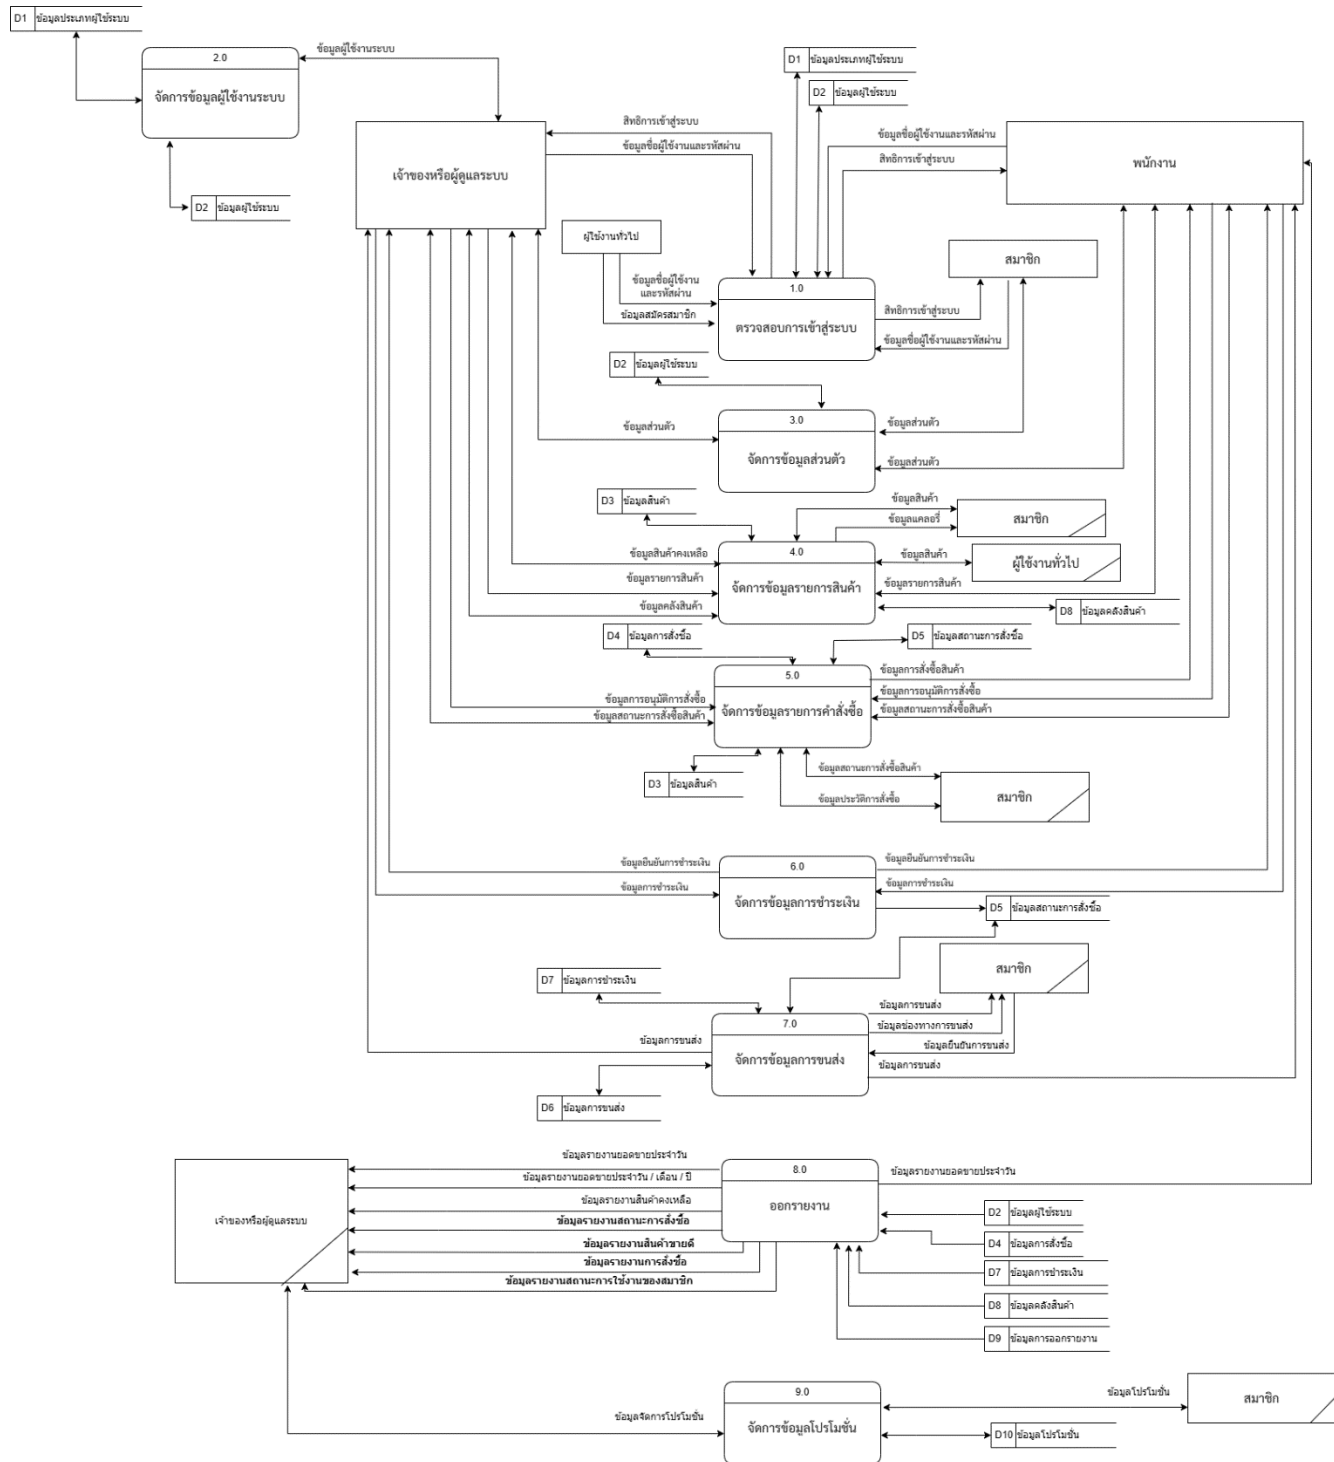 D1 ข้อมูลประเภทผู้ใช้ระบบ
2.0
จัดการข้อมูลผู้ใช้งานระบบ
ข้อมูลผู้ใช้งานระบบ
D2 ข้อมูลผู้ใช้ระบบ
เจ้าของหรือผู้ดูแลระบบ
สิทธิการเข้าสู่ระบบ
ข้อมูลชื่อผู้ใช้งานและรหัสผ่าน
D1 ข้อมูลประเภทผู้ใช้ระบบ
D2 ข้อมูลผู้ใช้ระบบ
ข้อมูลชื่อผู้ใช้งานและรหัสผ่าน
สิทธิการเข้าสู่ระบบ
พนักงาน
ผู้ใช้งานทั่วไป
ข้อมูลชื่อผู้ใช้งาน
และรหัสผ่าน
ข้อมูลสมัครสมาชิก
1.0
ตรวจสอบการเข้าสู่ระบบ
สมาชิก
สิทธิการเข้าสู่ระบบ
ข้อมูลชื่อผู้ใช้งานและรหัสผ่าน
D2 ข้อมูลผู้ใช้ระบบ
3.0
จัดการข้อมูลส่วนตัว
ข้อมูลส่วนตัว
ข้อมูลส่วนตัว
ข้อมูลส่วนตัว
D3 ข้อมูลสินค้า
ข้อมูลสินค้า
ข้อมูลแคลอรี่
สมาชิก
4.0
จัดการข้อมูลรายการสินค้า
ข้อมูลสินค้าคงเหลือ
ข้อมูลรายการสินค้า
ข้อมูลคลังสินค้า
ข้อมูลสินค้า
ผู้ใช้งานทั่วไป
ข้อมูลรายการสินค้า
D8 ข้อมูลคลังสินค้า
D4 ข้อมูลการสั่งซื้อ
D5 ข้อมูลสถานะการสั่งซื้อ
5.0
จัดการข้อมูลรายการคำสั่งซื้อ
ข้อมูลการอนุมัติการสั่งซื้อ
ข้อมูลสถานะการสั่งซื้อสินค้า
ข้อมูลการสั่งซื้อสินค้า
ข้อมูลการอนุมัติการสั่งซื้อ
ข้อมูลสถานะการสั่งซื้อสินค้า
D3 ข้อมูลสินค้า
ข้อมูลสถานะการสั่งซื้อสินค้า
ข้อมูลประวัติการสั่งซื้อ
สมาชิก
6.0
จัดการข้อมูลการชำระเงิน
ข้อมูลยืนยันการชำระเงิน
ข้อมูลการชำระเงิน
ข้อมูลยืนยันการชำระเงิน
ข้อมูลการชำระเงิน
D5 ข้อมูลสถานะการสั่งซื้อ
สมาชิก
D7 ข้อมูลการชำระเงิน
7.0
จัดการข้อมูลการขนส่ง
ข้อมูลการขนส่ง
ข้อมูลการขนส่ง
ข้อมูลช่องทางการขนส่ง
ข้อมูลยืนยันการขนส่ง
ข้อมูลการขนส่ง
D6 ข้อมูลการขนส่ง
เจ้าของหรือผู้ดูแลระบบ
ข้อมูลรายงานยอดขายประจำวัน
ข้อมูลรายงานยอดขายประจำวัน / เดือน / ปี
ข้อมูลรายงานสินค้าคงเหลือ
ข้อมูลรายงานสถานะการสั่งซื้อ
ข้อมูลรายงานสินค้าขายดี
ข้อมูลรายงานการสั่งซื้อ
ข้อมูลรายงานสถานะการใช้งานของสมาชิก
8.0
ออกรายงาน
ข้อมูลรายงานยอดขายประจำวัน
D2 ข้อมูลผู้ใช้ระบบ
D4 ข้อมูลการสั่งซื้อ
D7 ข้อมูลการชำระเงิน
D8 ข้อมูลคลังสินค้า
D9 ข้อมูลการออกรายงาน
9.0
จัดการข้อมูลโปรโมชั่น
ข้อมูลจัดการโปรโมชั่น
ข้อมูลโปรโมชั่น
สมาชิก
D10 ข้อมูลโปรโมชั่น